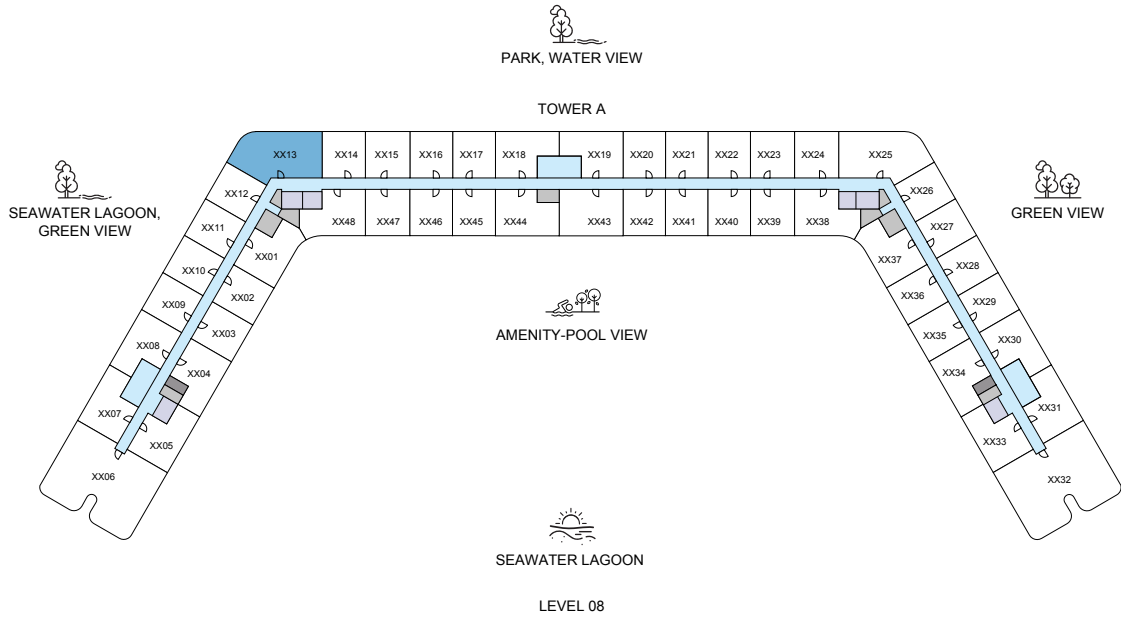 PARK, WATER VIEW
TOWER A
XX13
XX14
XX15
XX16
XX17
XX18
XX19
XX20
XX21
XX22
XX23
XX24
XX25
XX12
XX26
SEAWATER LAGOON,
GREEN VIEW
GREEN VIEW
XX11
XX48
XX47
XX46
XX45
XX44
XX43
XX42
XX41
XX40
XX39
XX38
XX27
XX01
XX37
XX10
XX28
XX02
XX36
XX09
XX29
XX03
XX35
AMENITY-POOL VIEW
XX08
XX30
XX04
XX34
XX07
XX31
XX05
XX33
XX06
XX32
SEAWATER LAGOON
LEVEL 08